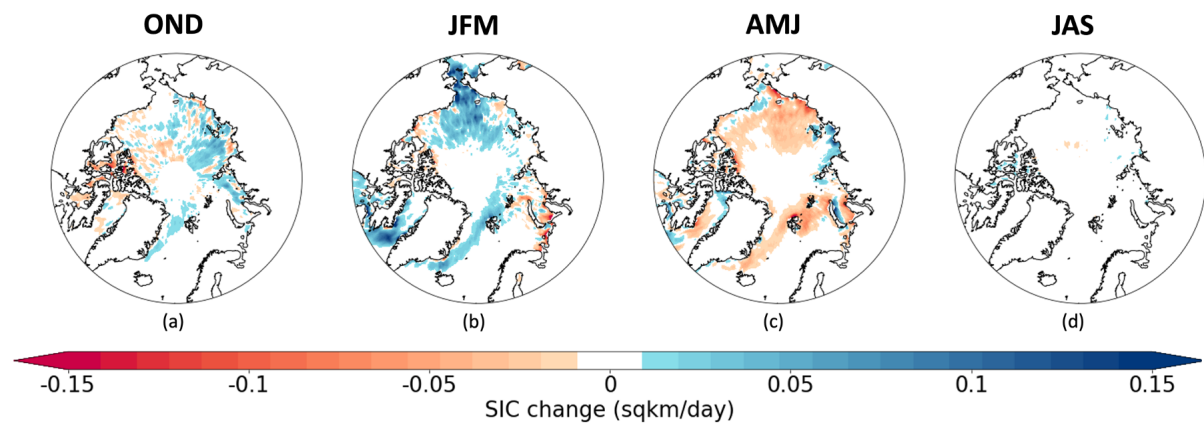 OND JFM AMJ JAS
(a) (b) (c) (d)
-0.15 -0.1 -0.05 0 0.05 0.1 0.15
SIC change (sqkm/day)